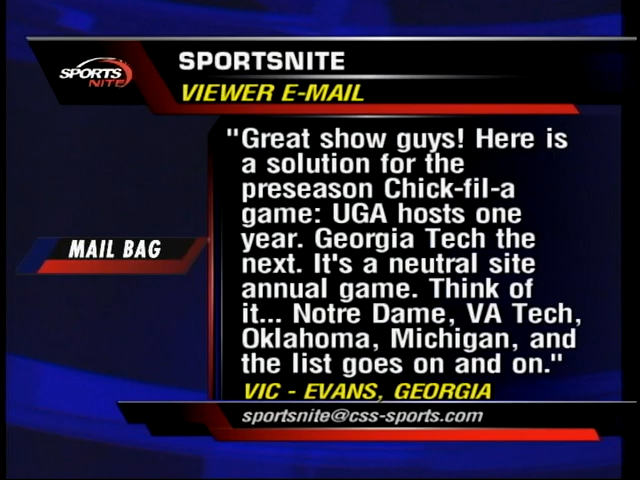 SPORTSNITE
SPORTS
NITE
VIEWER E-MAIL
"Great show guys! Here is
a solution for the
preseason Chick-fil-a
game: UGA hosts one
year. Georgia Tech the
next. It's a neutral site
annual game. Think of
it... Notre Dame, VA Tech,
Oklahoma, Michigan, and
the list goes on and on."
MAIL BAG
VIC - EVANS, GEORGIA
sportsnite@css-sports.com